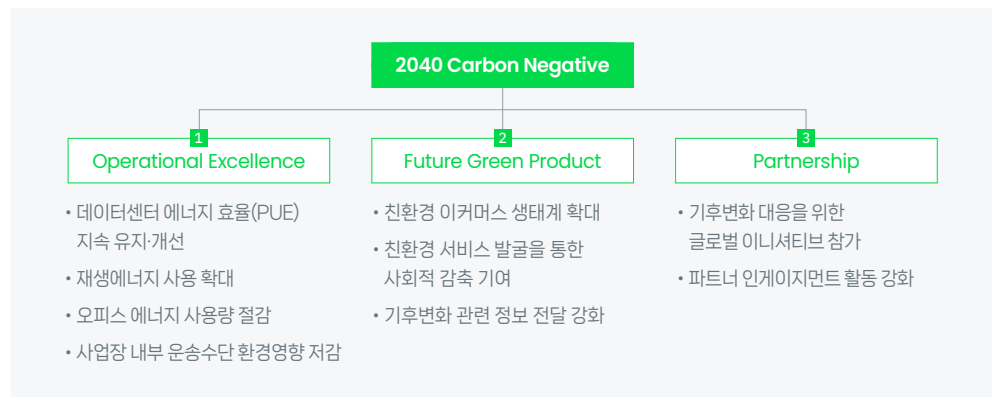 2040 Carbon Negative
1
Operational Excellence
• 데이터센터 에너지 효율(PUE)
지속 유지·개선
• 재생에너지 사용 확대
• 오피스 에너지 사용량 절감
• 사업장 내부 운송수단 환경영향 저감
2
Future Green Product
• 친환경 이커머스 생태계 확대
• 친환경 서비스 발굴을 통한
사회적 감축 기여
• 기후변화 관련 정보 전달 강화
3
Partnership
• 기후변화 대응을 위한
글로벌 이니셔티브 참가
• 파트너 인게이지먼트 활동 강화